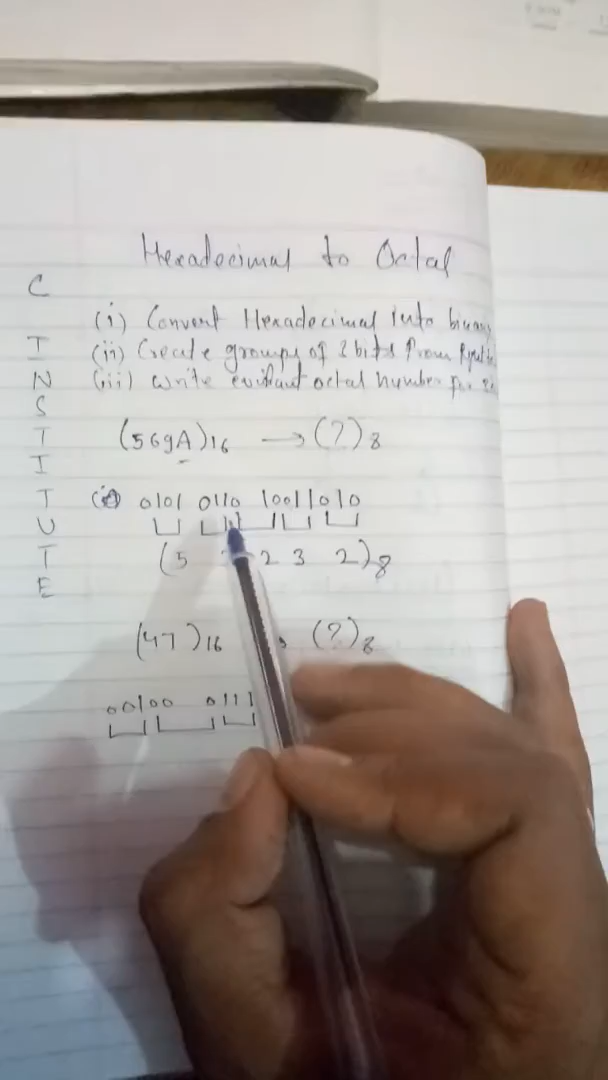 Hexadecimal to Octal
C
I
N
S
T
I
T
U
T
E
(i) Convert Hexadecimal into binary
(ii) Create groups of 3 bits from
(iii) write octal number for
(569A)16 → (?)8
0101 0110 1001 1010
(5 2 3 2)8
(47)16 (?)8
00100 0111